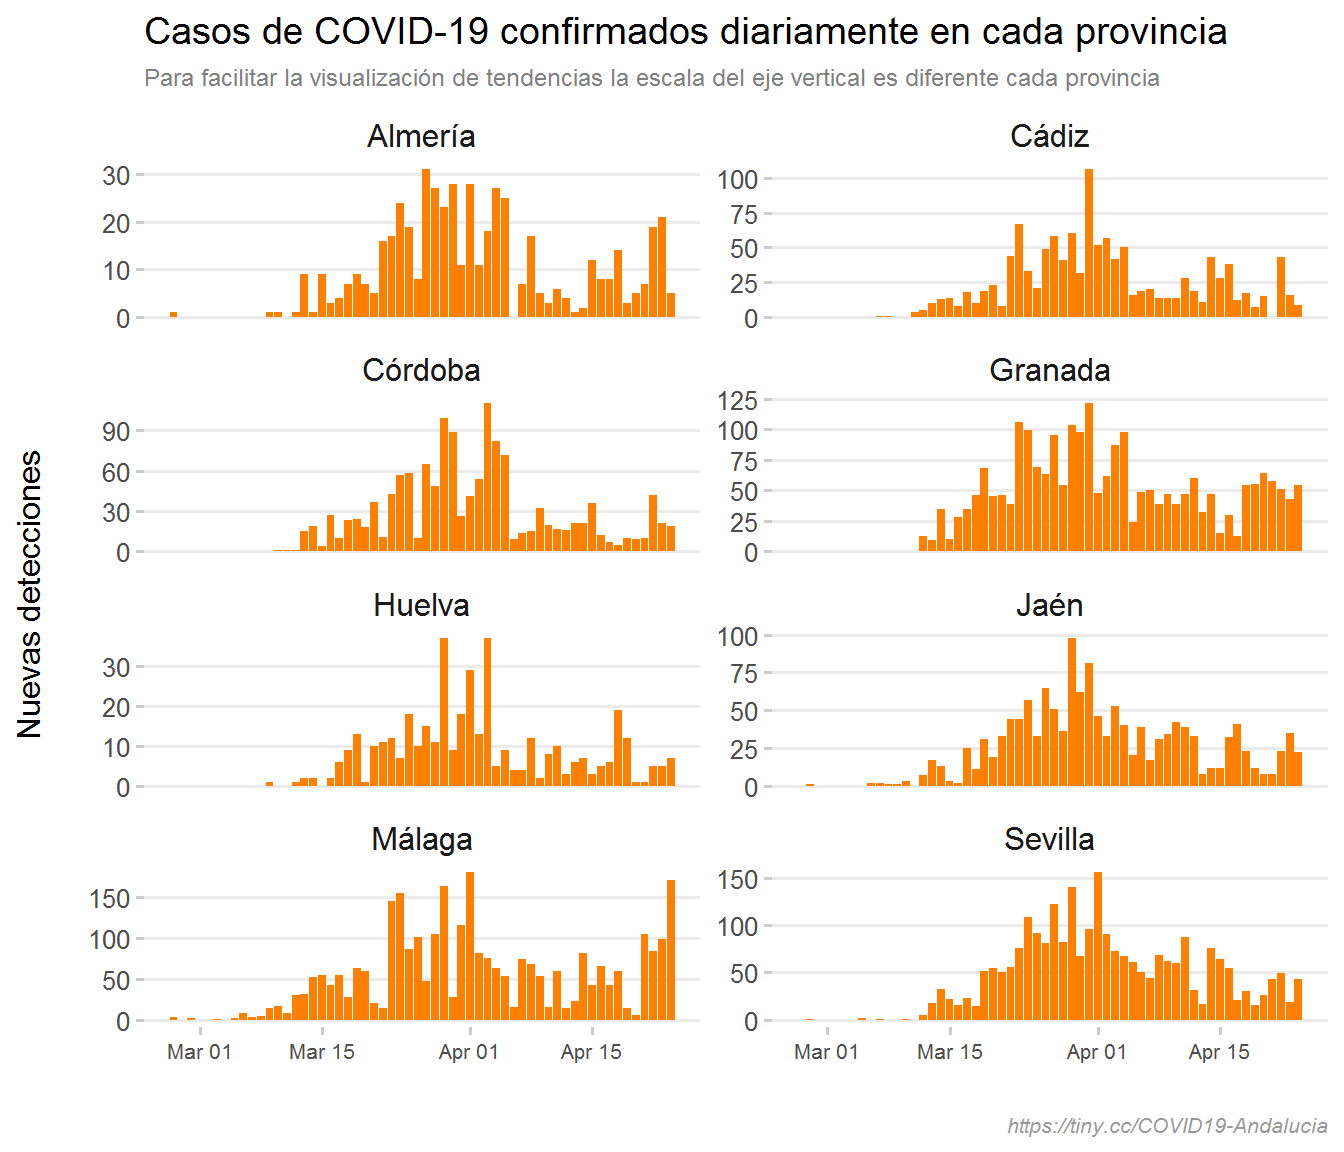 Casos de COVID-19 confirmados diariamente en cada provincia
Para facilitar la visualización de tendencias la escala del eje vertical es diferente cada provincia
Nuevas detecciones
Almería
30
20
10
0
Cádiz
100
75
50
25
0
Córdoba
90
60
30
0
Granada
125
100
75
50
25
0
Huelva
30
20
10
0
Jaén
100
75
50
25
0
Málaga
150
100
50
0
Sevilla
150
100
50
0
Mar 01 Mar 15 Apr 01 Apr 15
Mar 01 Mar 15 Apr 01 Apr 15
https://tiny.cc/COVID19-Andalucia